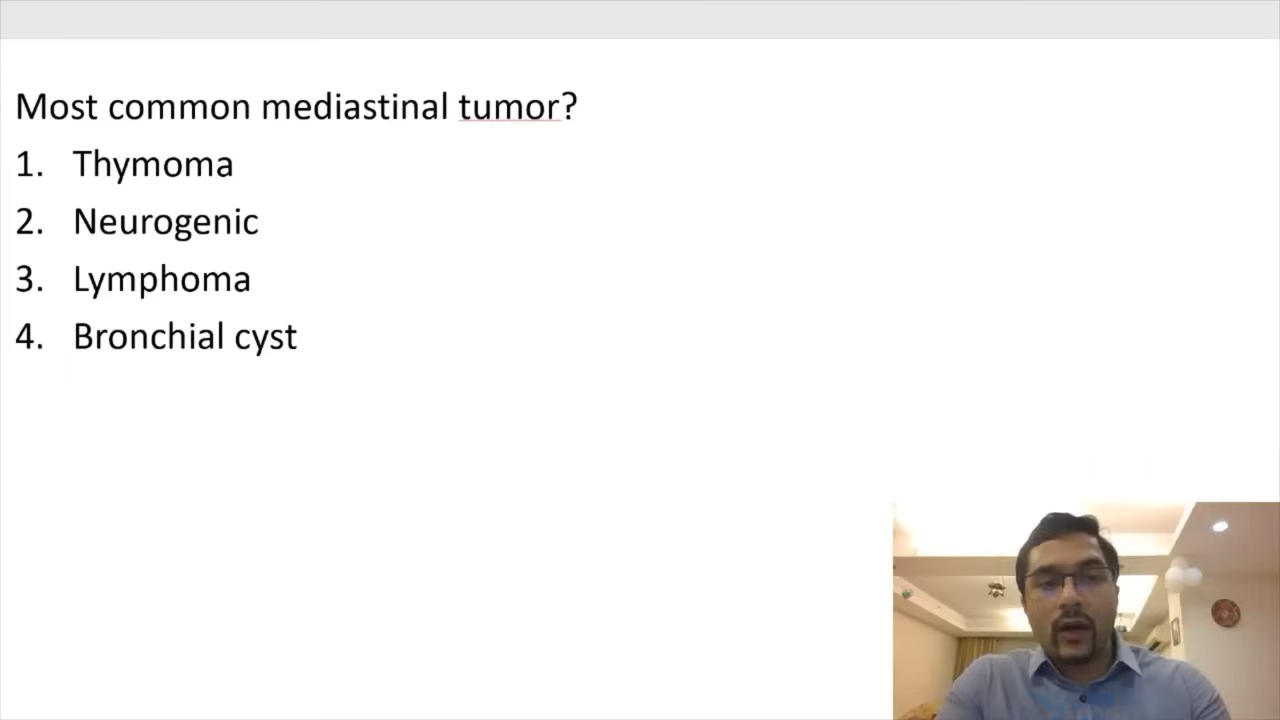 Most common mediastinal tumor?
1. Thymoma
2. Neurogenic
3. Lymphoma
4. Bronchial cyst